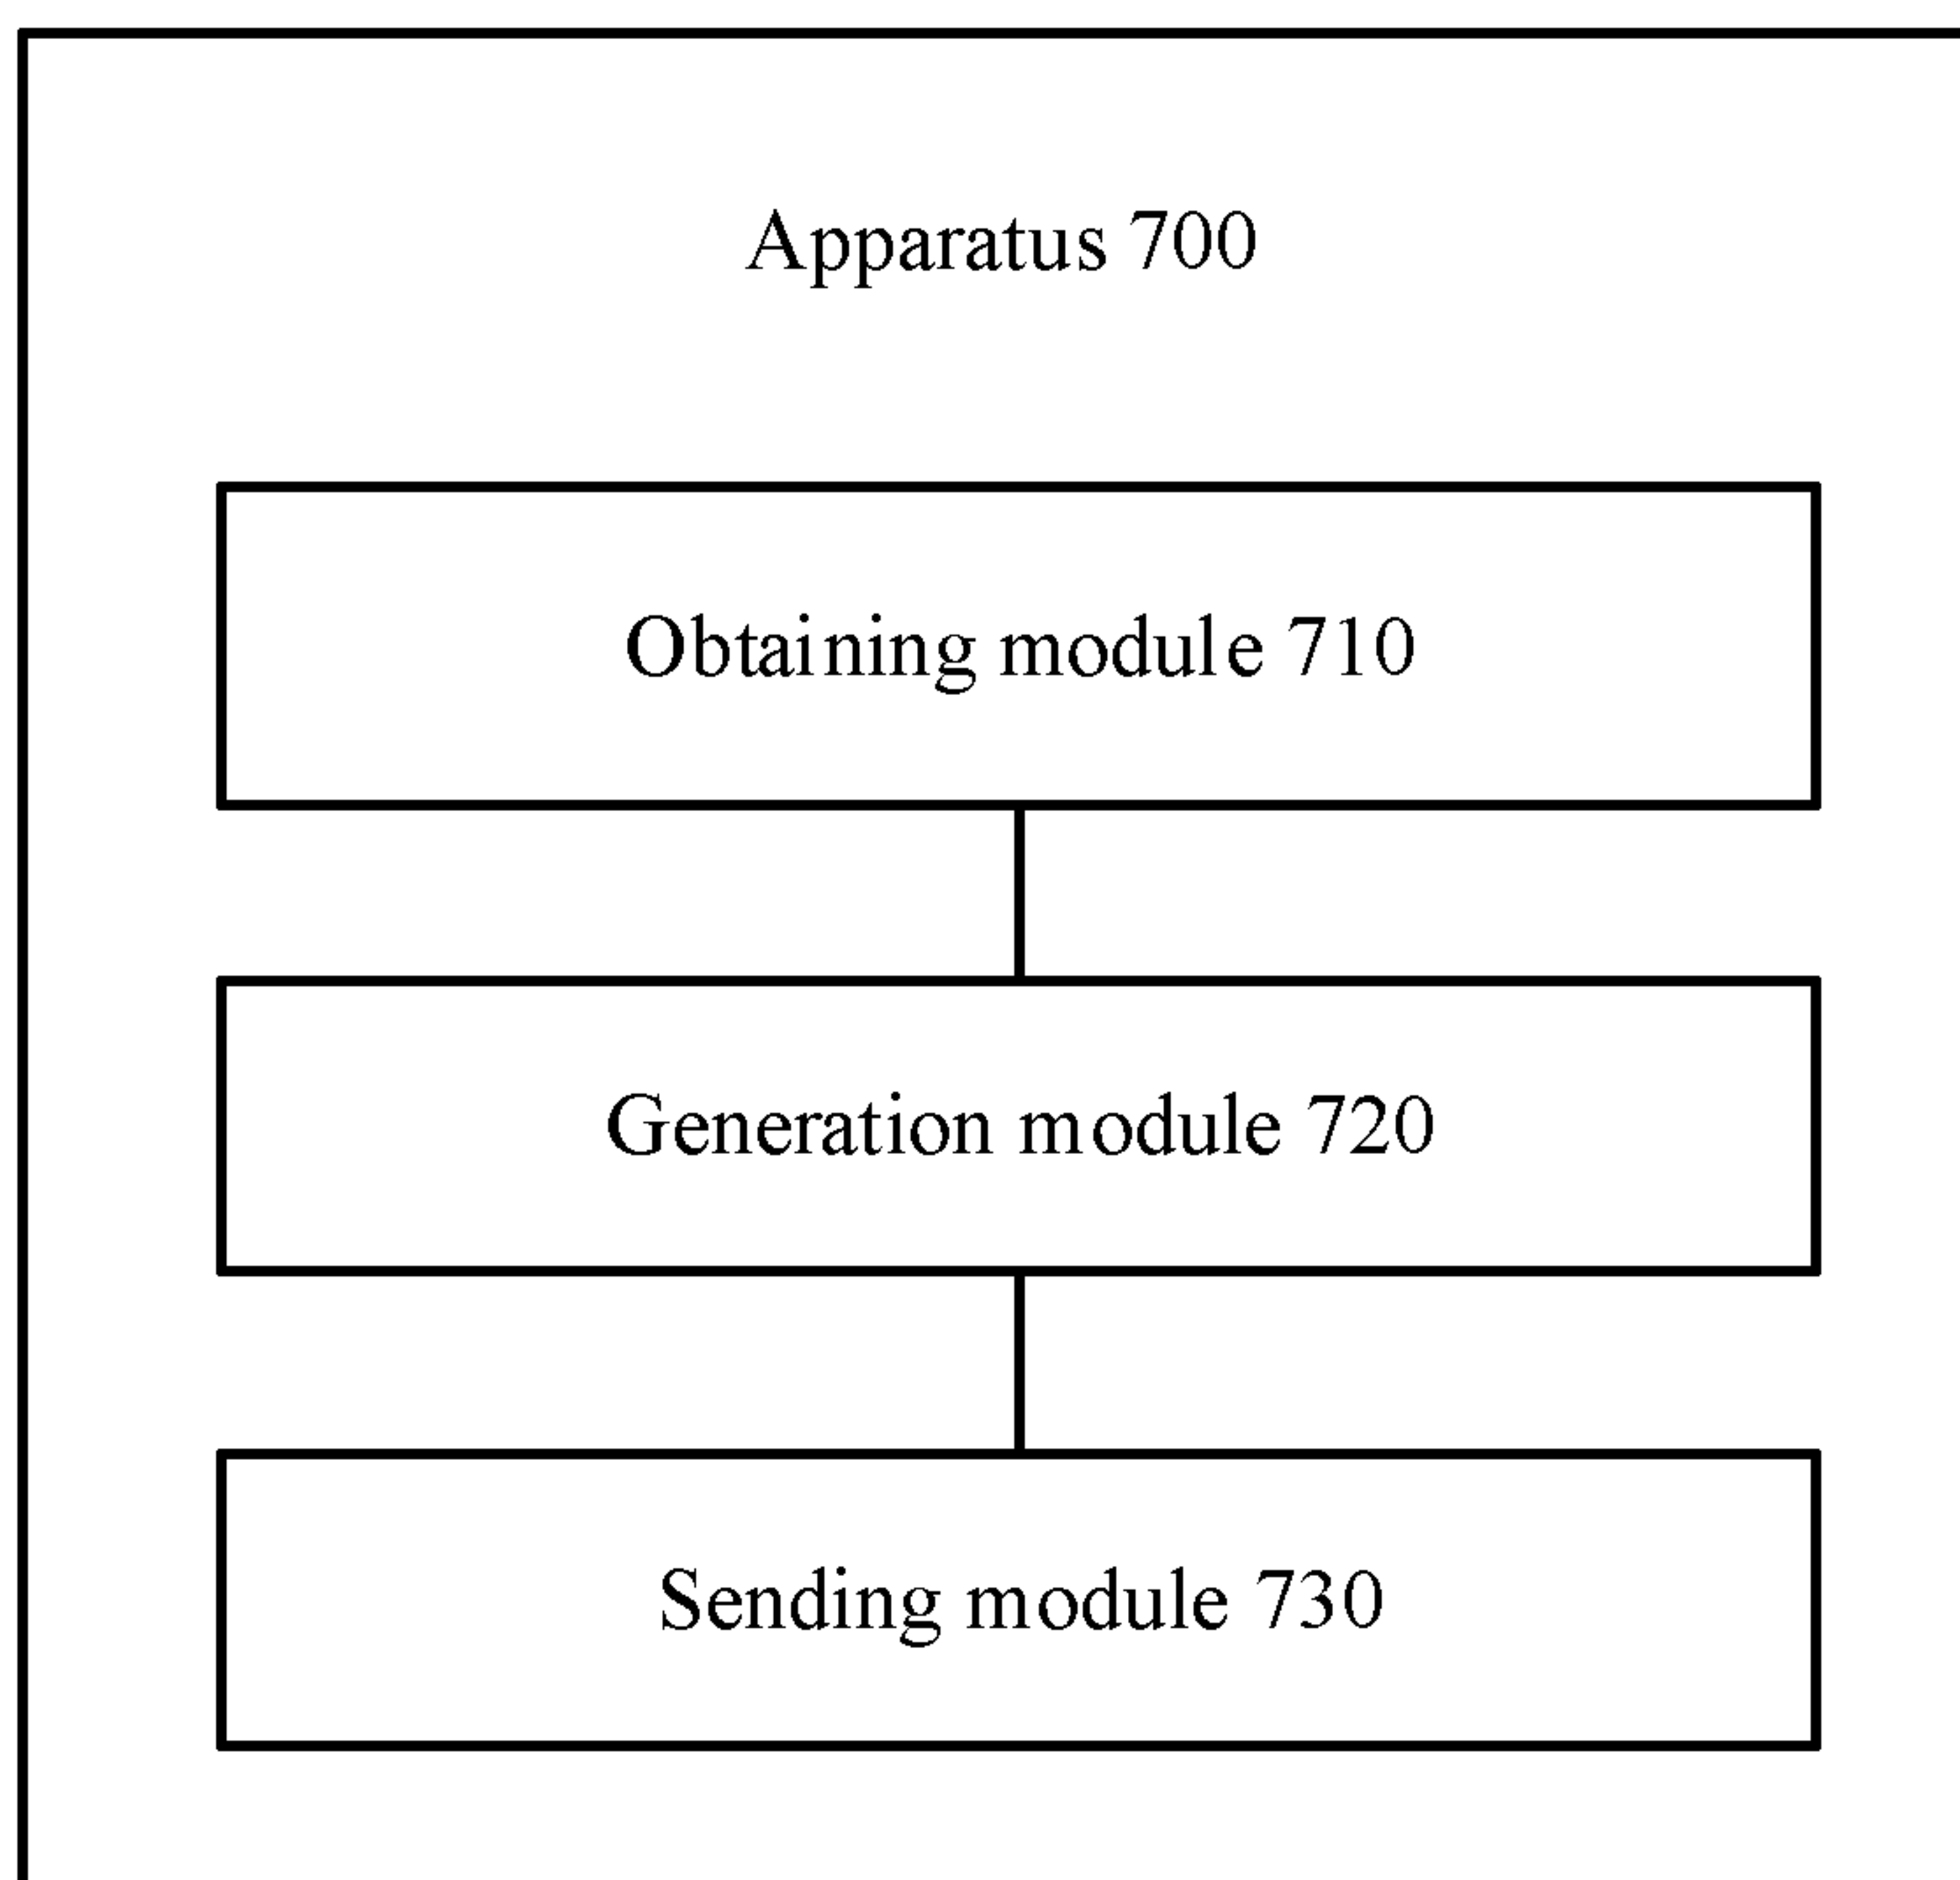 Apparatus 700
Obtaining module 710
Generation module 720
Sending module 730